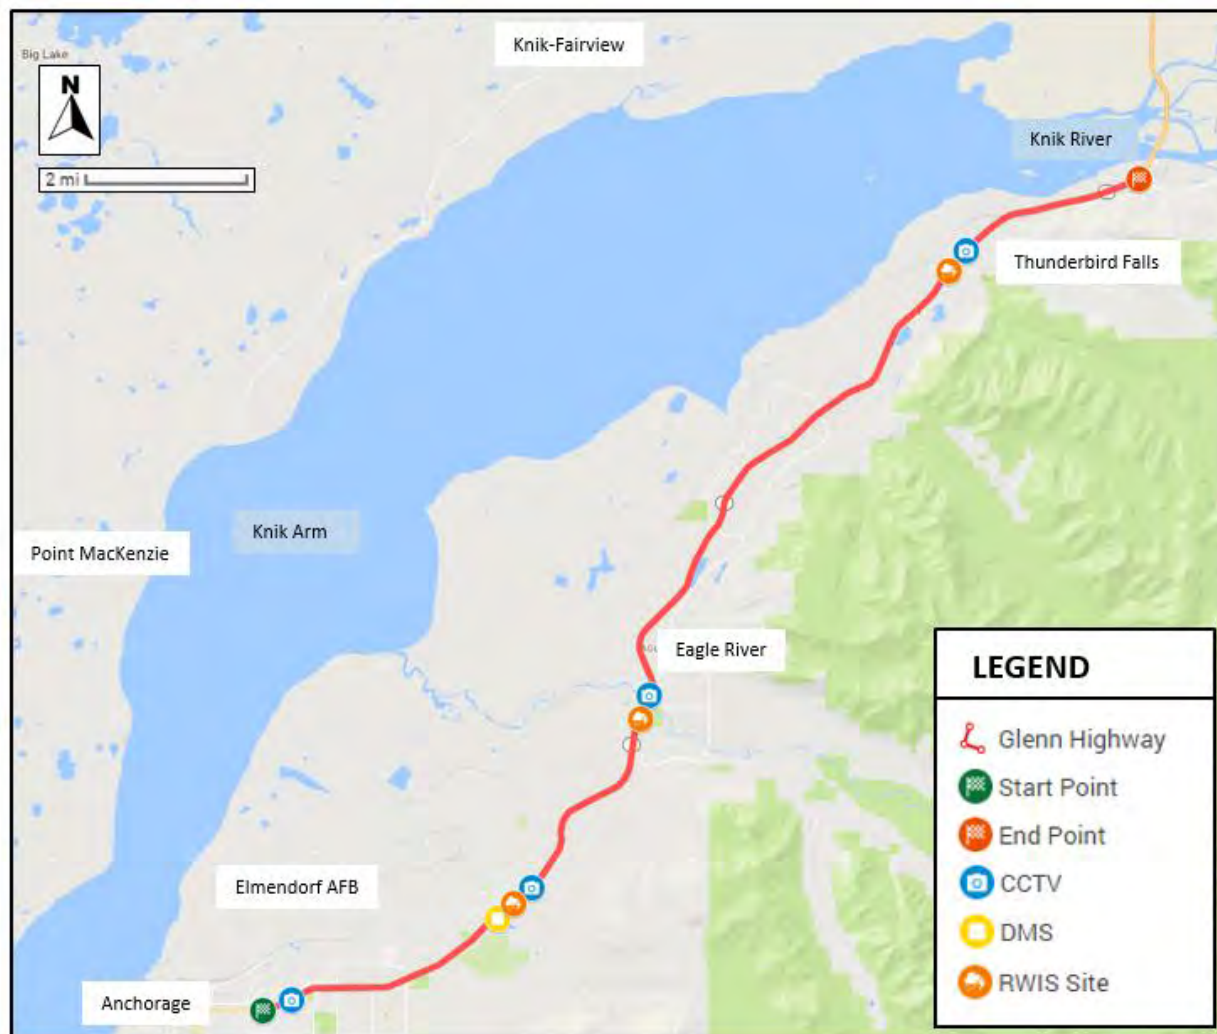 Knik-Fairview
Big Lake
N
2 mi
Knik River
Thunderbird Falls
Knik Arm
Point MacKenzie
Eagle River
LEGEND
Glenn Highway
Start Point
End Point
CCTV
DMS
RWIS Site
Elmendorf AFB
Anchorage